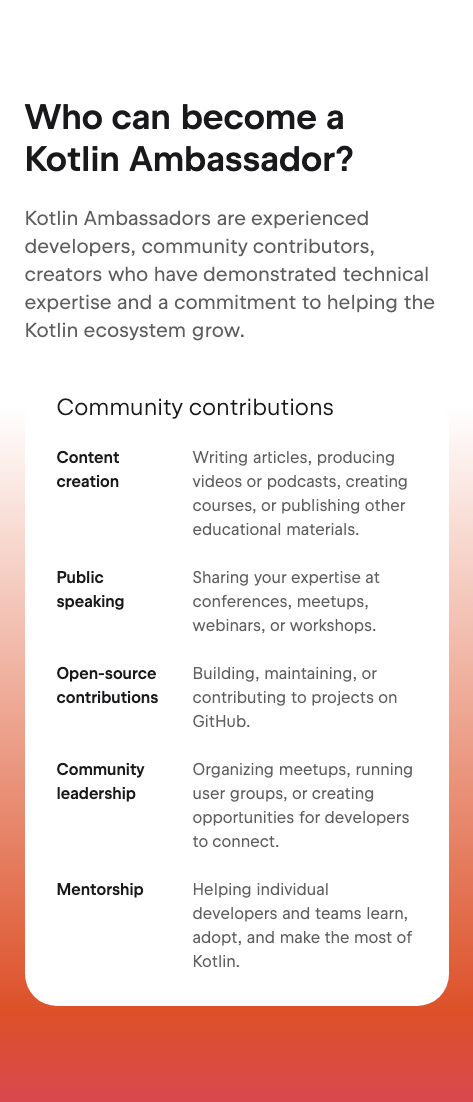 Who can become a
Kotlin Ambassador?
Kotlin Ambassadors are experienced
developers, community contributors,
creators who have demonstrated technical
expertise and a commitment to helping the
Kotlin ecosystem grow.
Community contributions
Content
creation
Writing articles, producing
videos or podcasts, creating
courses, or publishing other
educational materials.
Public
speaking
Sharing your expertise at
conferences, meetups,
webinars, or workshops.
Open-source
contributions
Building, maintaining, or
contributing to projects on
GitHub.
Community
leadership
Organizing meetups, running
user groups, or creating
opportunities for developers
to connect.
Mentorship
Helping individual
developers and teams learn,
adopt, and make the most of
Kotlin.